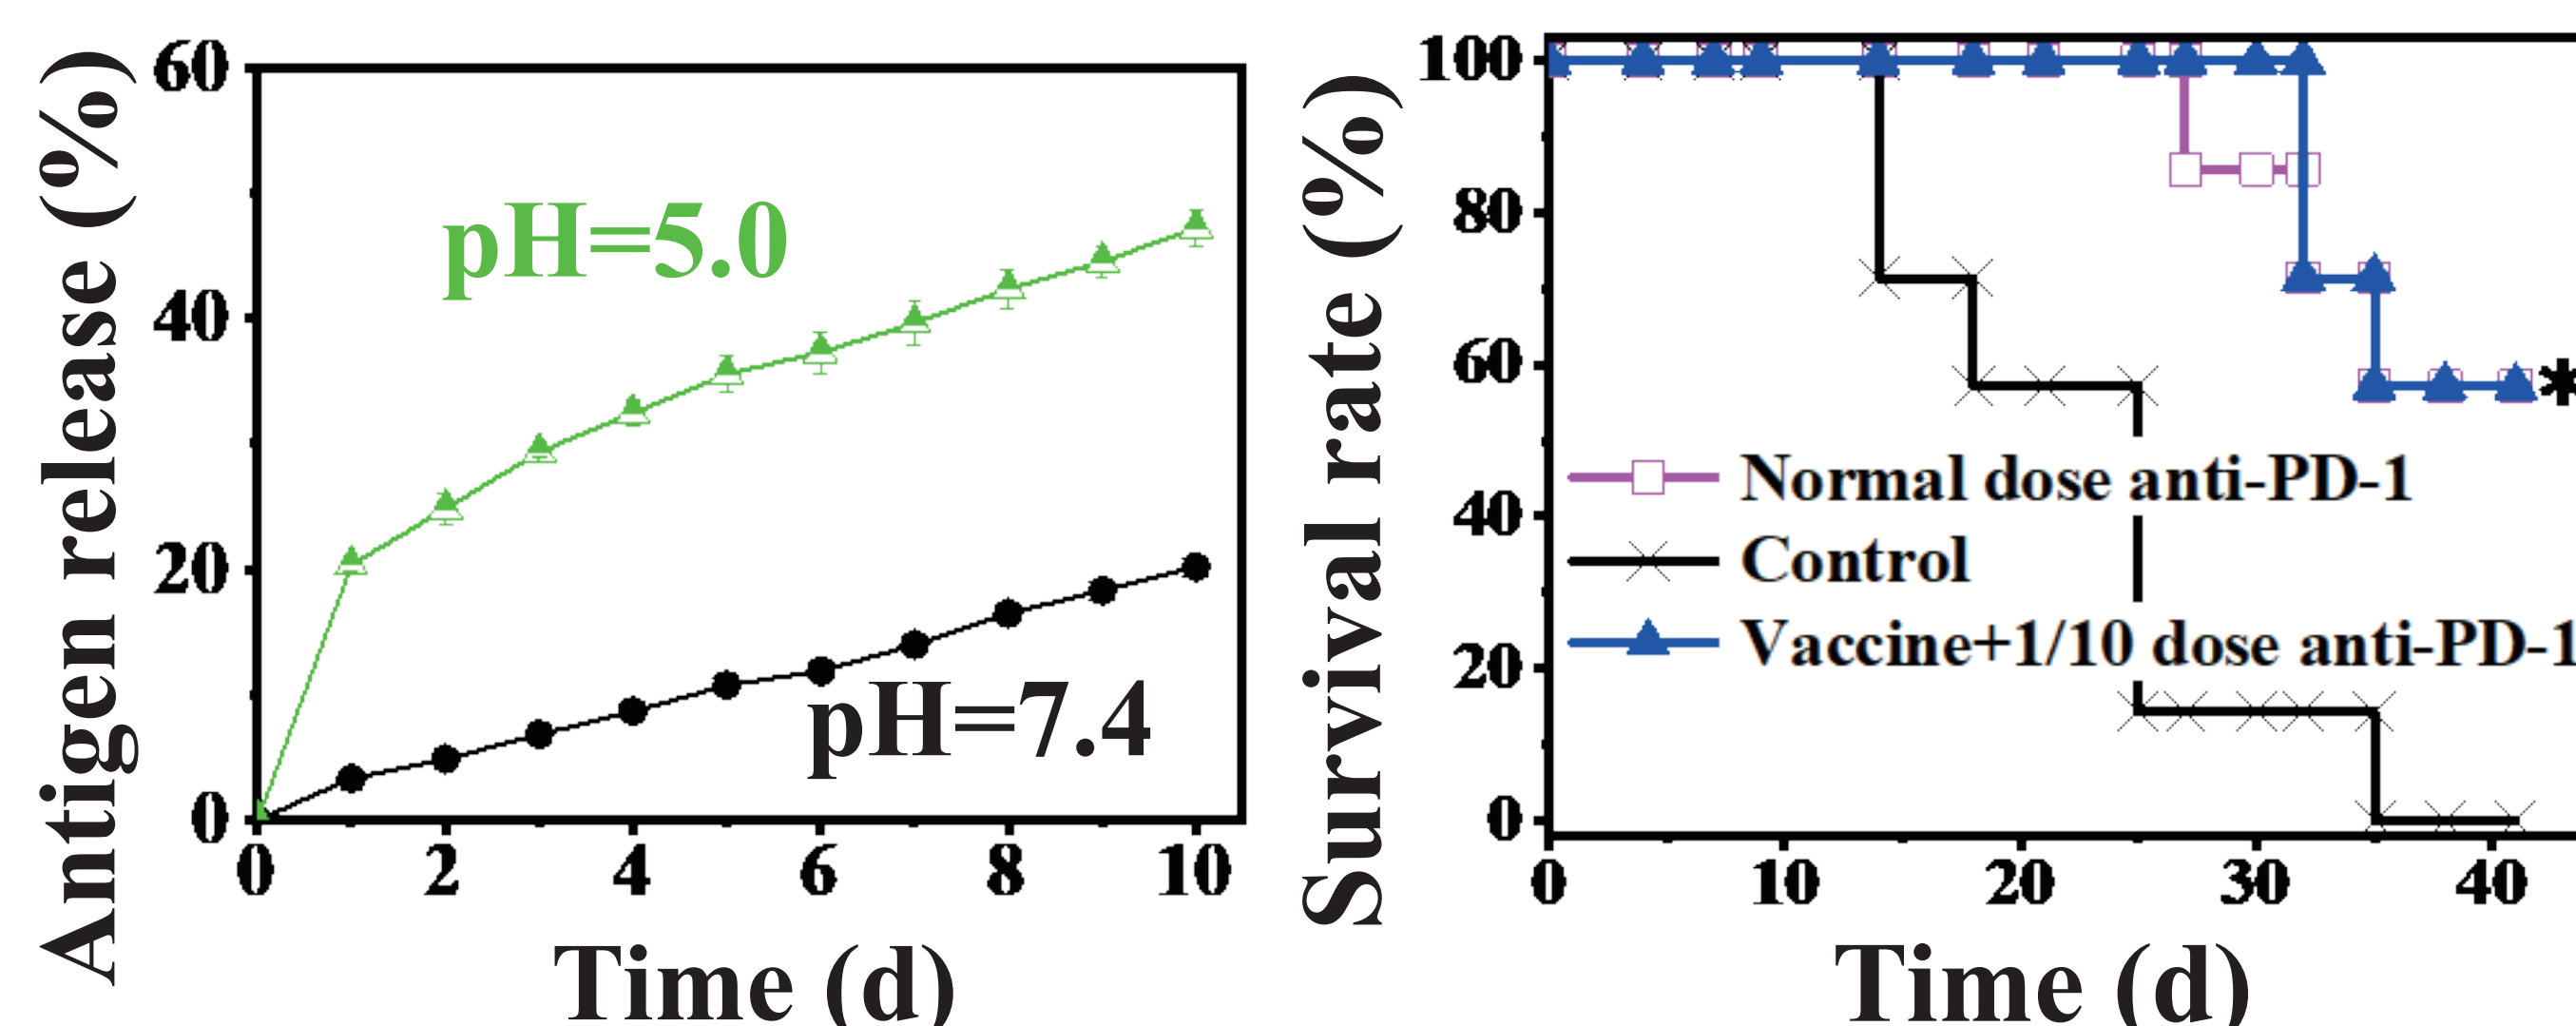 Antigen release (%)
60
40
20
0
pH=5.0
pH=7.4
0 2 4 6 8 10
Time (d)
Survival rate (%)
100
80
60
40
20
0
*
Normal dose anti-PD-1
Control
Vaccine+1/10 dose anti-PD-1
0 10 20 30 40
Time (d)